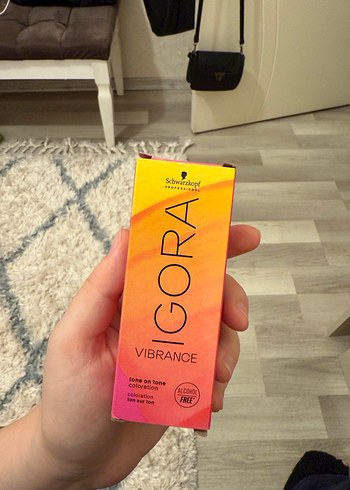 Schwarzkopf
PROFESSIONAL
IGORA
VIBRANCE
tone on tone
coloration
coloration
ton sur ton
ALCOHOL
FREE*